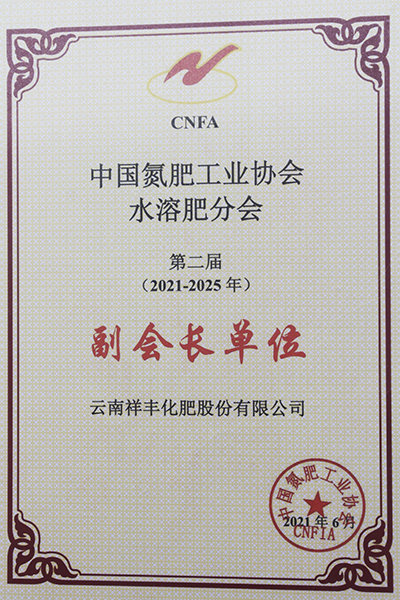 CNFA
中国氮肥工业协会
水溶肥分会
第二届
（2021-2025年）
副会长单位
云南祥丰化肥股份有限公司
中国氮肥工业协会
2021年6月
CNFIA